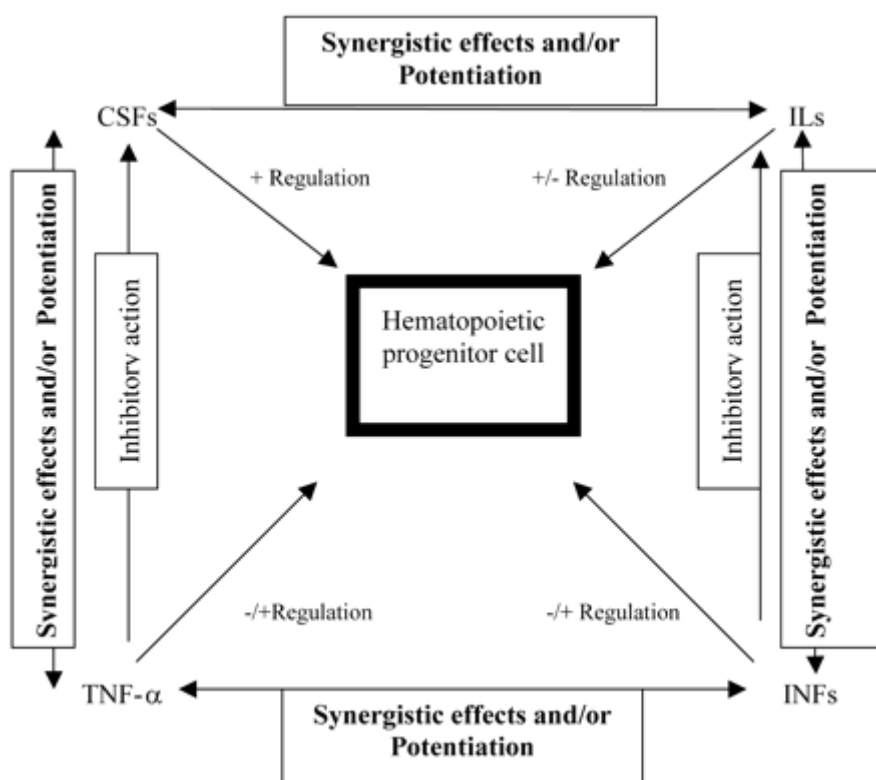 Synergistic effects and/or
Potentiation
CSFs
ILs
+ Regulation
+/- Regulation
Synergistic effects and/or Potentiation
Inhibitory action
Hematopoietic
progenitor cell
Inhibitory action
Synergistic effects and/or Potentiation
-/+Regulation
-/+ Regulation
TNF-α
INFs
Synergistic effects and/or
Potentiation